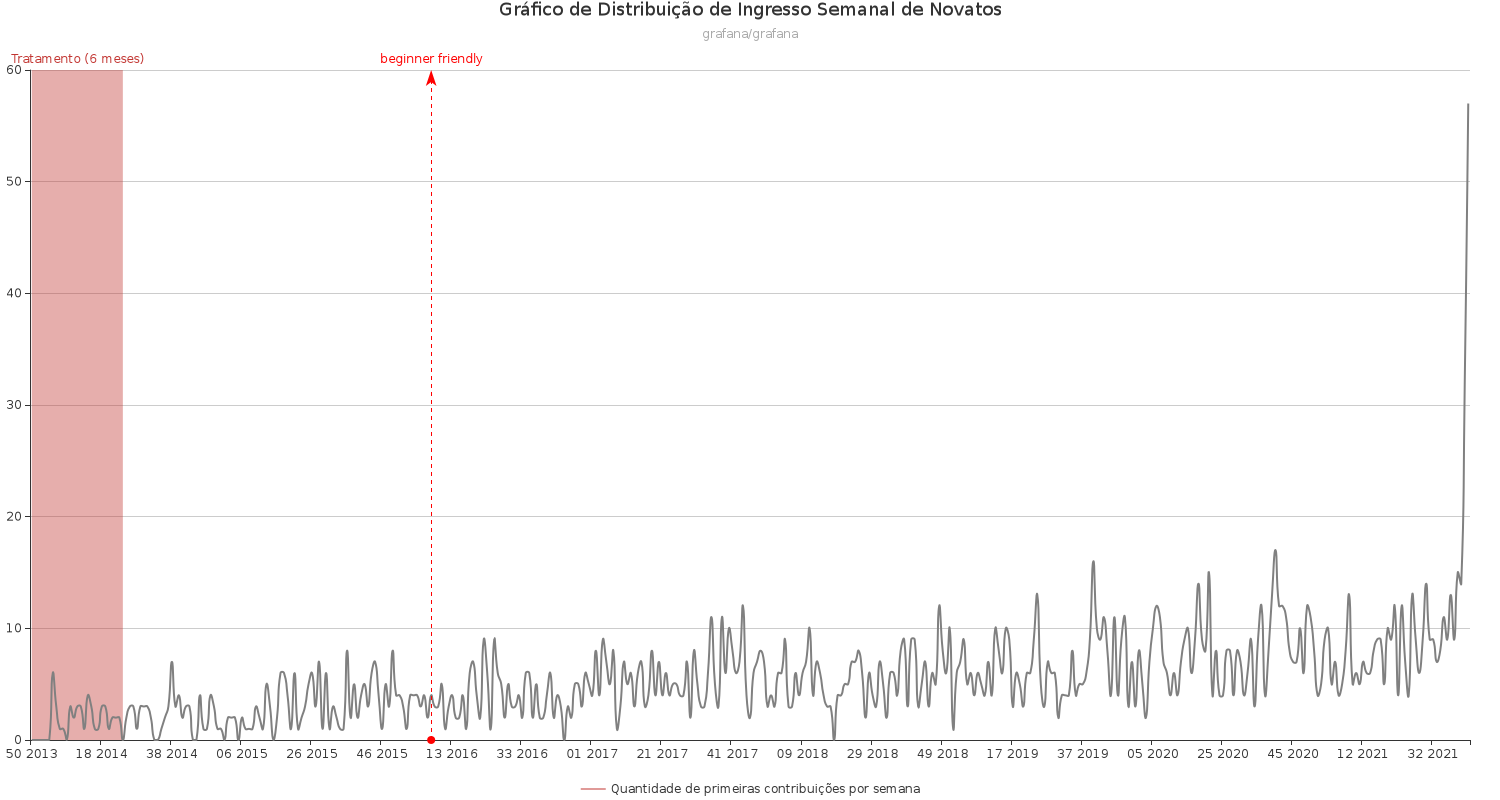 Gráfico de Distribuição de Ingresso Semanal de Novatos
grafana/grafana
Tratamento (6 meses)
beginner friendly
60
50
40
30
20
10
0
50 2013 18 2014 38 2014 06 2015 26 2015 46 2015 13 2016 33 2016 01 2017 21 2017 41 2017 09 2018 29 2018 49 2018 17 2019 37 2019 05 2020 25 2020 45 2020 12 2021 32 2021
Quantidade de primeiras contribuições por semana